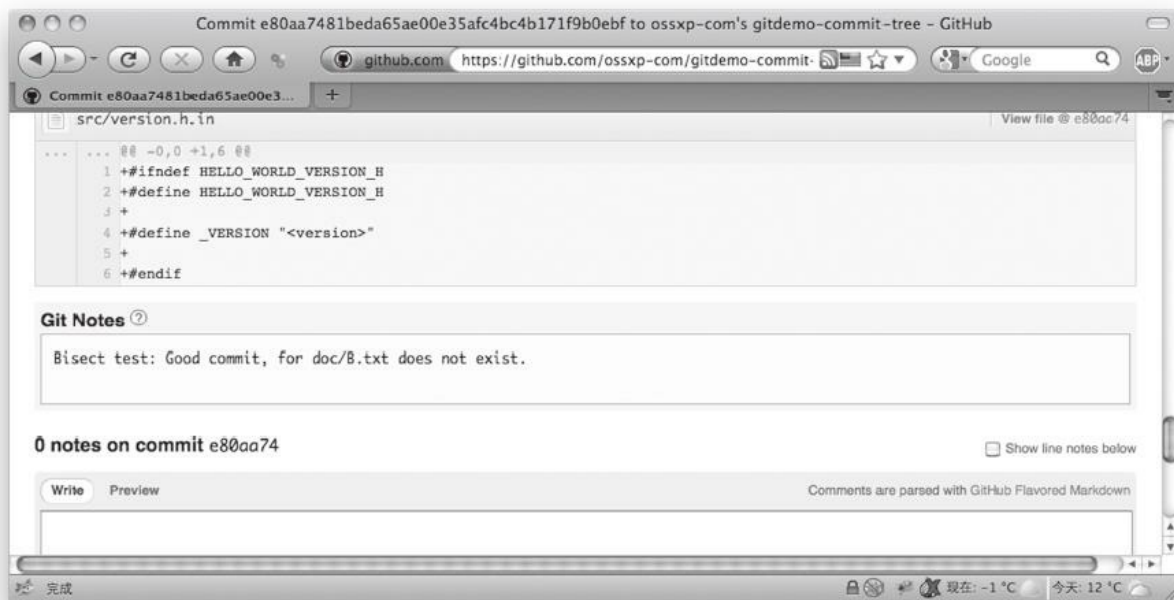 Commit e80aa7481beda65ae00e35afc4bc4b171f9b0ebf to ossxp-com's gitdemo-commit-tree – GitHub
github.com https://github.com/ossxp-com/gitdemo-commit- Google ABP
Commit e80aa7481beda65ae00e3... +
src/version.h.in View file @ e80aa74
... ... @@ -0,0 +1,6 @@
1 +#ifndef HELLO_WORLD_VERSION_H
2 +#define HELLO_WORLD_VERSION_H
3 +
4 +#define _VERSION "<version>"
5 +
6 +#endif
Git Notes ?
Bisect test: Good commit, for doc/B.txt does not exist.
0 notes on commit e80aa74 Show line notes below
Write Preview Comments are parsed with GitHub Flavored Markdown
完成 现在: -1 °C 今天: 12 °C